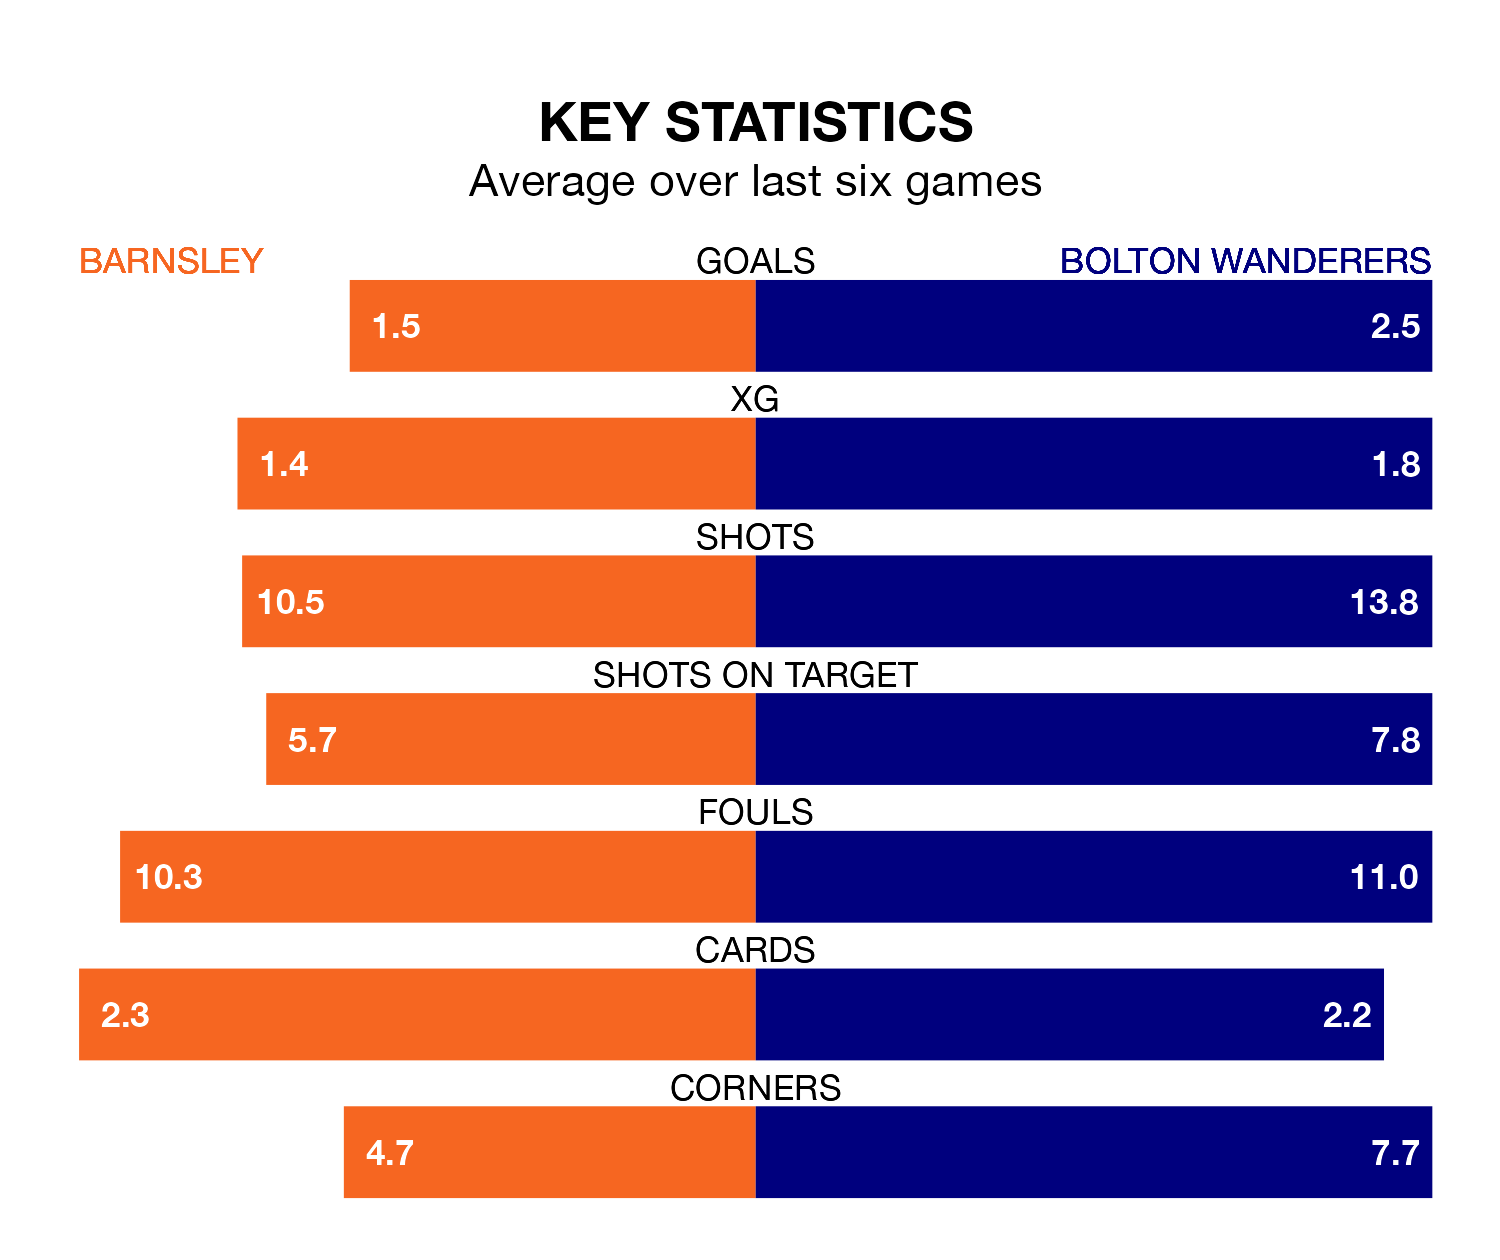 KEY STATISTICS
Average over last six games
BARNSLEY GOALS BOLTON WANDERERS
1.5 2.5
XG
1.4 1.8
SHOTS
10.5 13.8
SHOTS ON TARGET
5.7 7.8
FOULS
10.3 11.0
CARDS
2.3 2.2
CORNERS
4.7 7.7